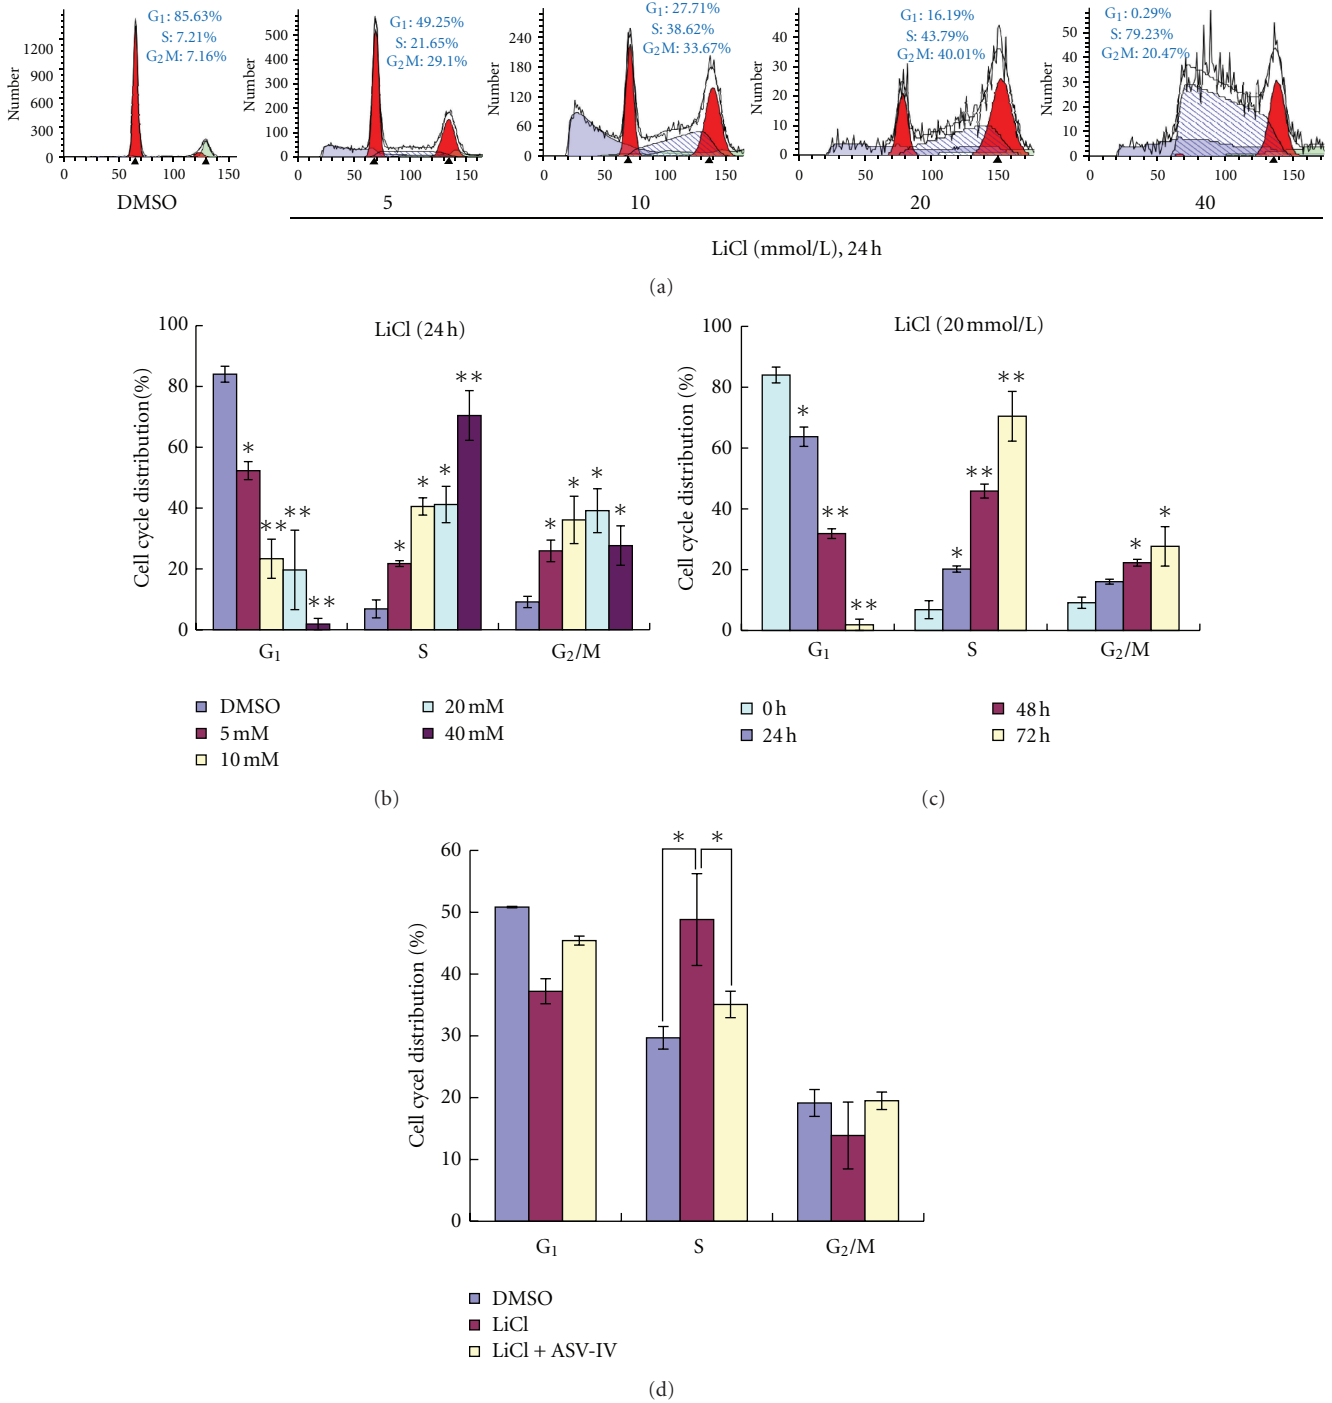 G1: 85.63%
S: 7.21%
G2M: 7.16%
Number
1200
900
600
300
0
0 50 100 150
DMSO
G1: 49.25%
S: 21.65%
G2M: 29.1%
Number
500
400
300
200
100
0
0 50 100 150
5
G1: 27.71%
S: 38.62%
G2M: 33.67%
Number
240
180
120
60
0
0 50 100 150
10
G1: 16.19%
S: 43.79%
G2M: 40.01%
Number
40
30
20
10
0
0 50 100 150
20
G1: 0.29%
S: 79.23%
G2M: 20.47%
Number
50
40
30
20
10
0
0 50 100 150
40
LiCl (mmol/L), 24 h
(a)
LiCl (24 h)
Cell cycle distribution(%)
100
80
60
40
20
0
* ** ** **
* * * **
* * * *
G1 S G2/M
DMSO
5 mM
10 mM
20 mM
40 mM
(b)
LiCl (20 mmol/L)
Cell cycle distribution (%)
100
80
60
40
20
0
* ** **
* ** **
* *
G1 S G2/M
0 h
24 h
48 h
72 h
(c)
Cell cycel distribution (%)
60
50
40
30
20
10
0
* *
G1 S G2/M
DMSO
LiCl
LiCl + ASV-IV
(d)